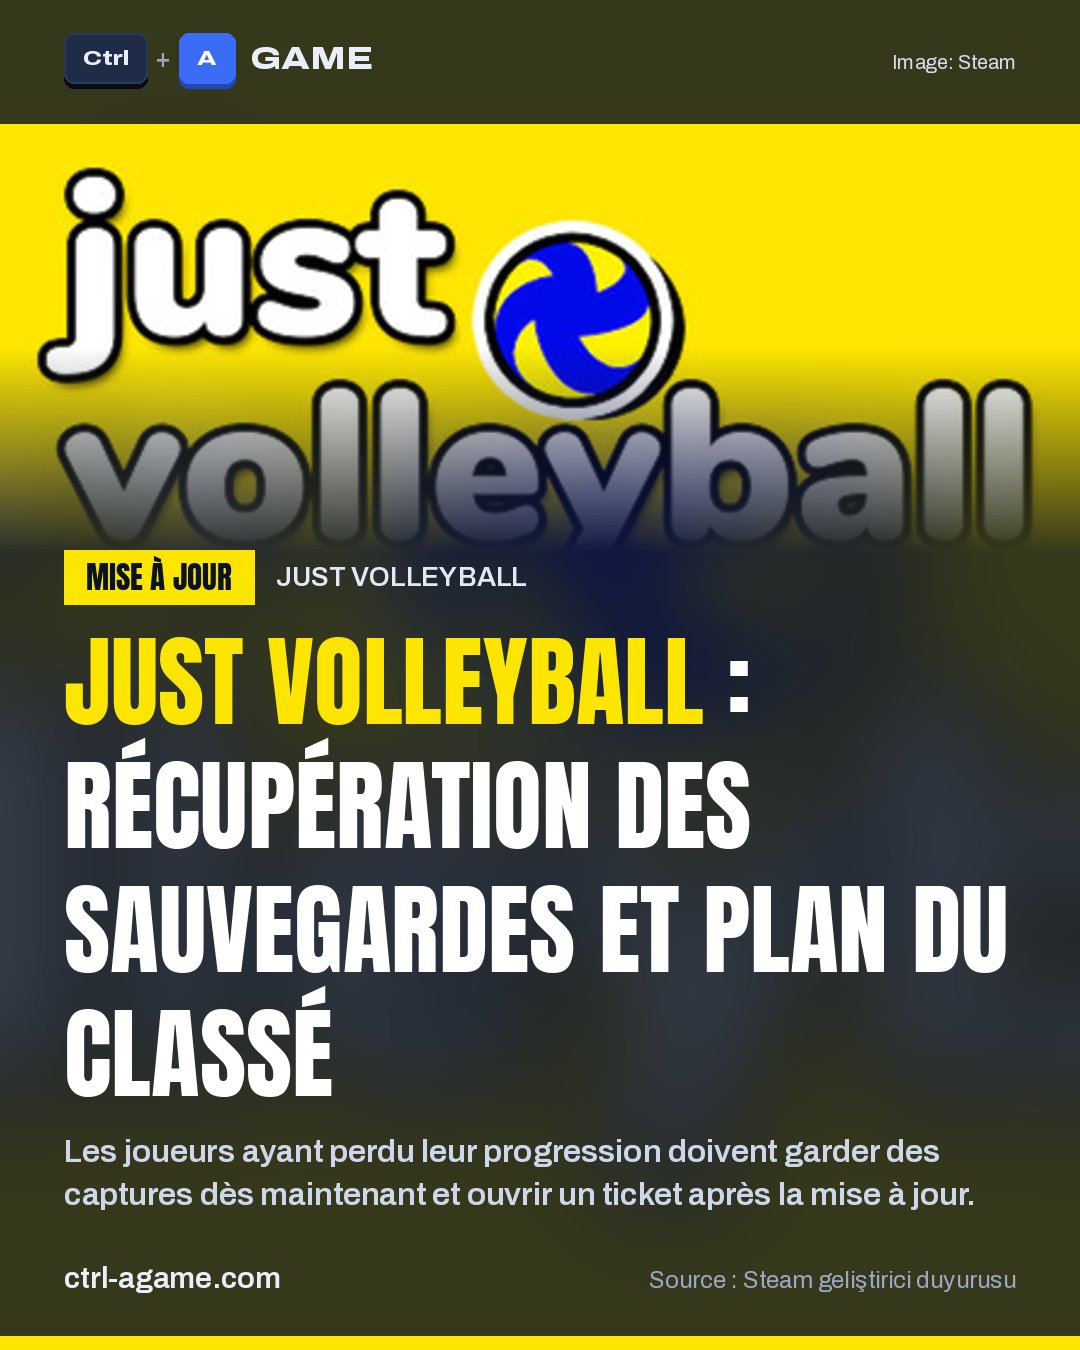 Ctrl + A GAME
Image: Steam
just
volleyball
MISE À JOUR JUST VOLLEYBALL
JUST VOLLEYBALL :
RÉCUPÉRATION DES
SAUVEGARDES ET PLAN DU
CLASSÉ
Les joueurs ayant perdu leur progression doivent garder des
captures dès maintenant et ouvrir un ticket après la mise à jour.
ctrl-agame.com
Source : Steam geliştirici duyurusu